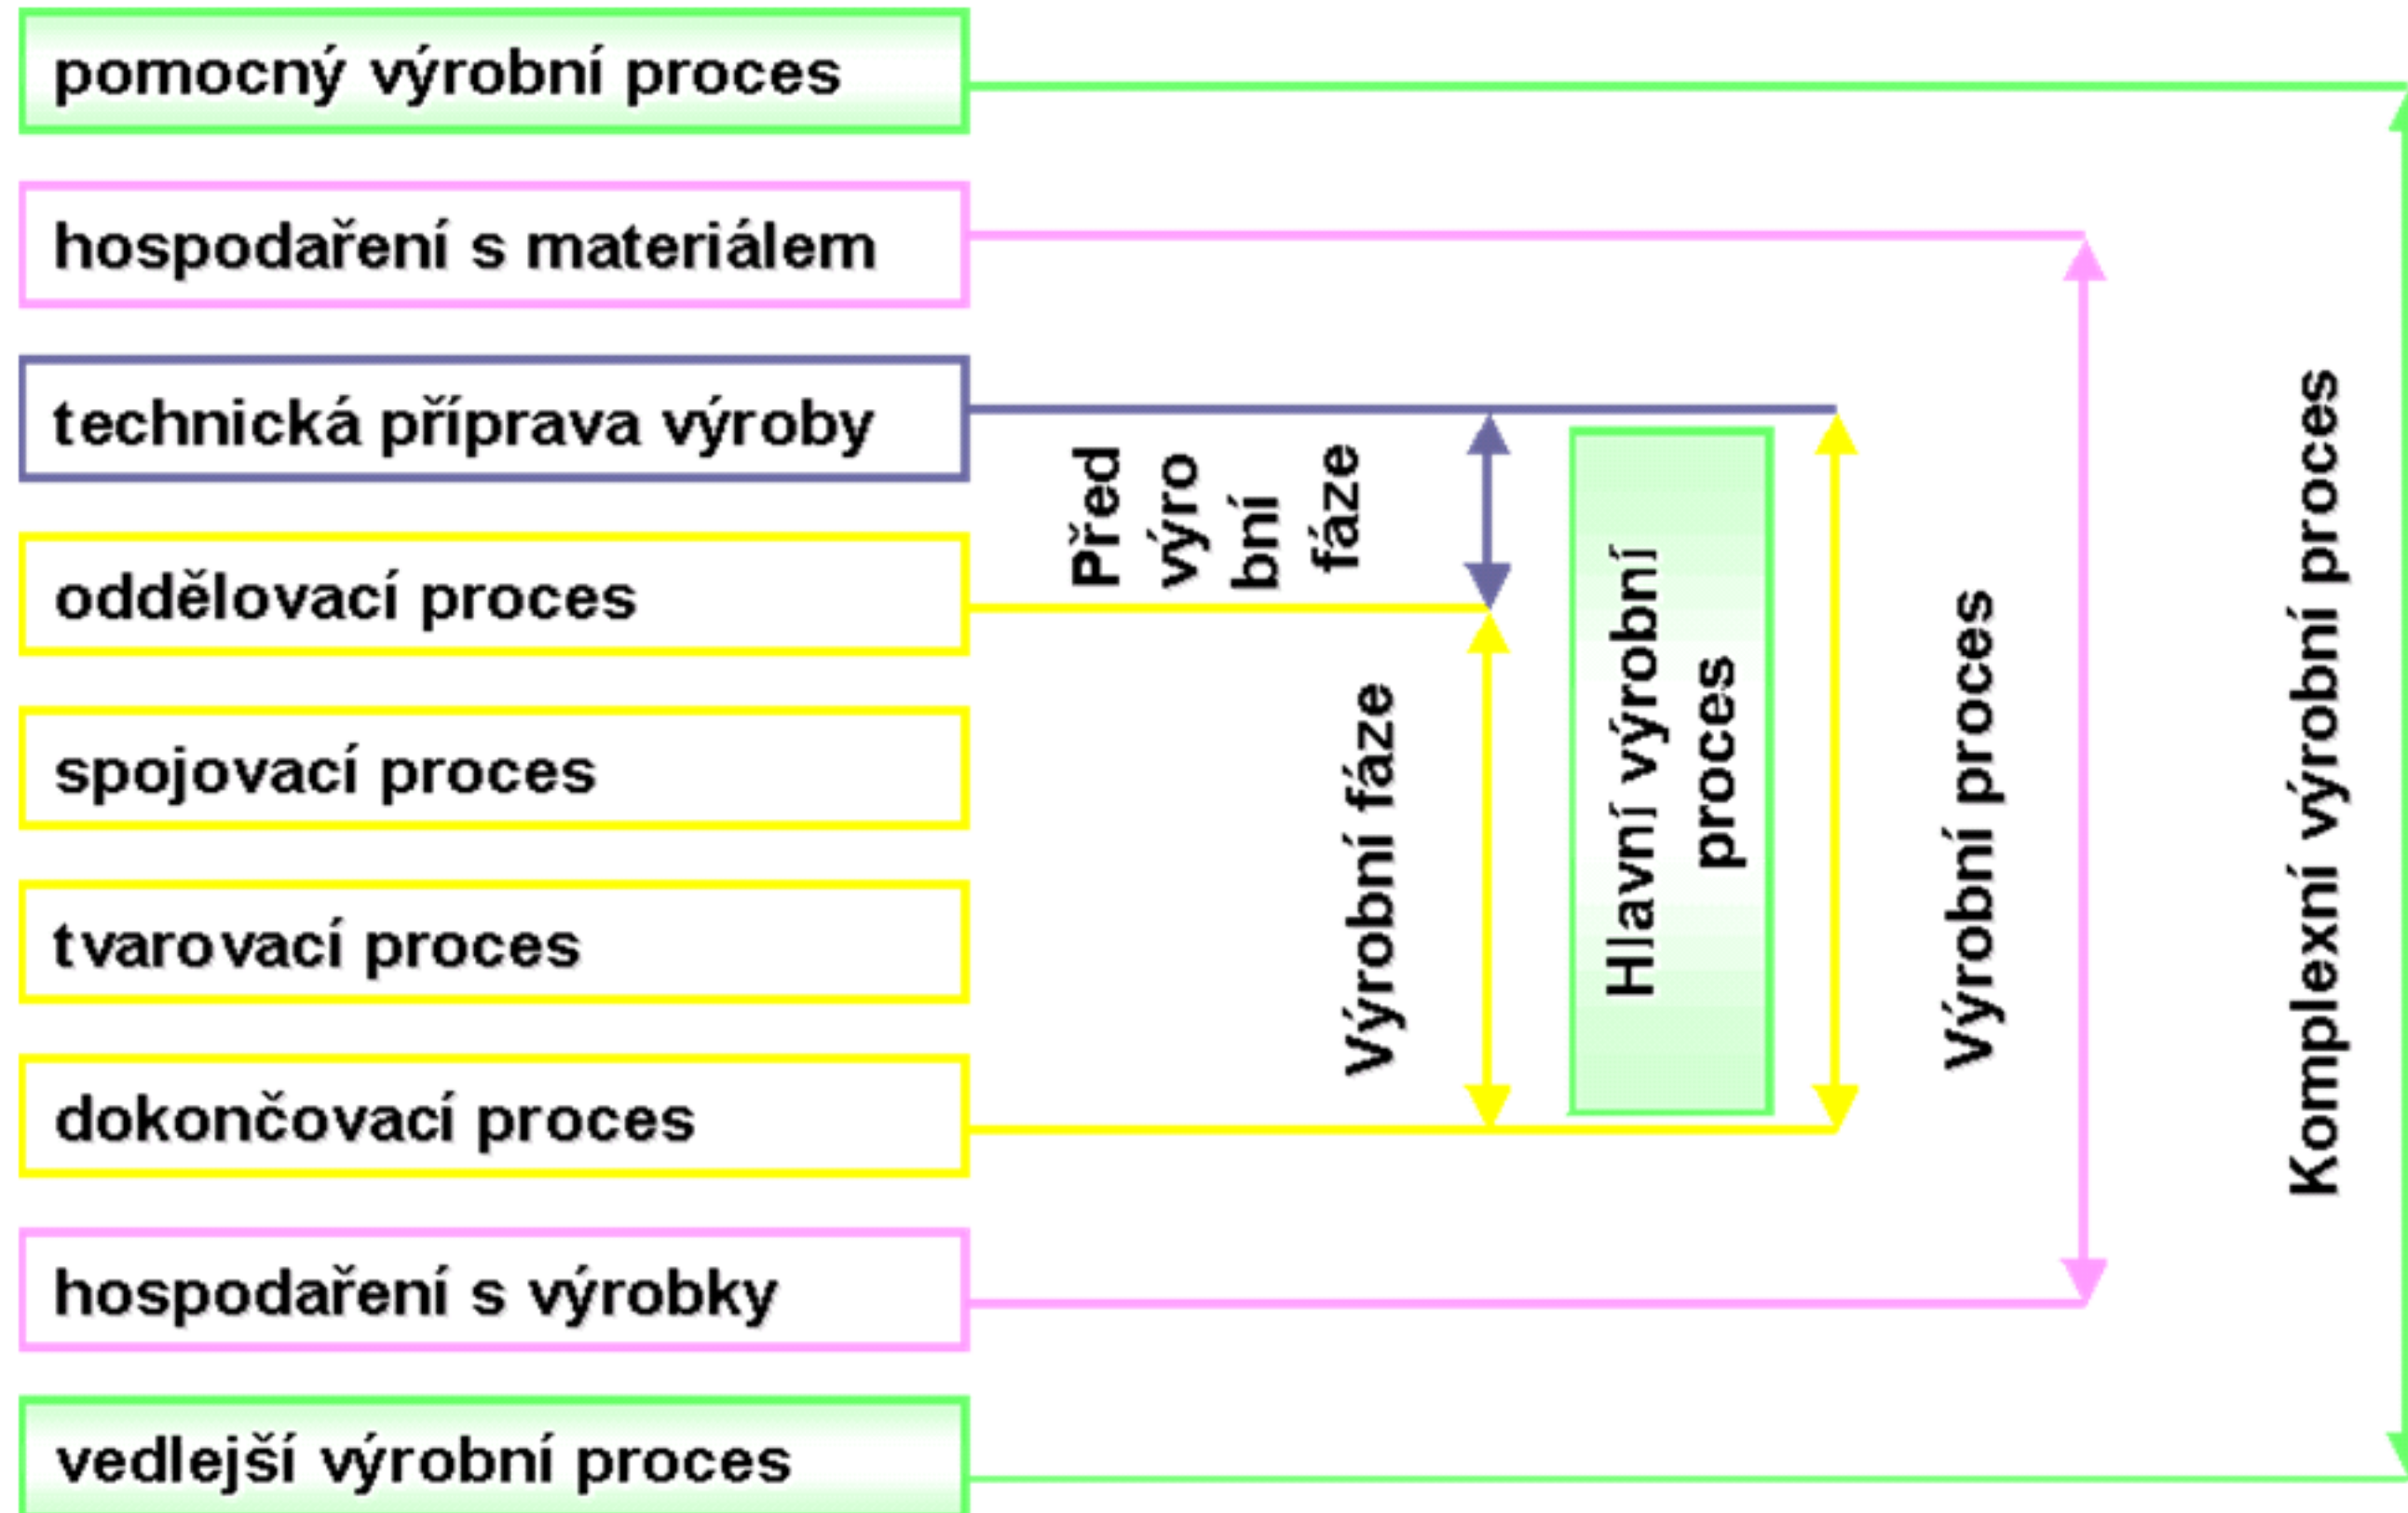 pomocný výrobní proces
hospodaření s materiálem
technická příprava výroby
oddělovací proces
spojovací proces
tvarovací proces
dokončovací proces
hospodaření s výrobky
vedlejší výrobní proces
Před
výro
bní
fáze
Výrobní fáze
Hlavní výrobní
proces
Výrobní proces
Komplexní výrobní proces